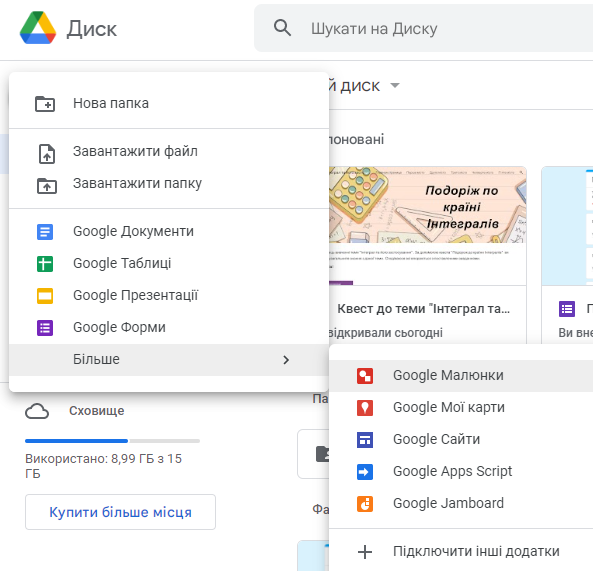 Диск
Шукати на Диску
Нова папка
й диск
Завантажити файл
поновані
Завантажити папку
Подоріж по
країні
Інтегралів
Google Документи
Google Таблиці
Google Презентації
Квест до теми "Інтеграл та...
П
Google Форми
відкривали сьогодні
Ви вне
Більше
Google Малюнки
Па
Google Мої карти
Сховище
Google Сайти
Використано: 8,99 ГБ з 15
ГБ
Google Apps Script
Google Jamboard
Купити більше місця
Фа
Підключити інші додатки